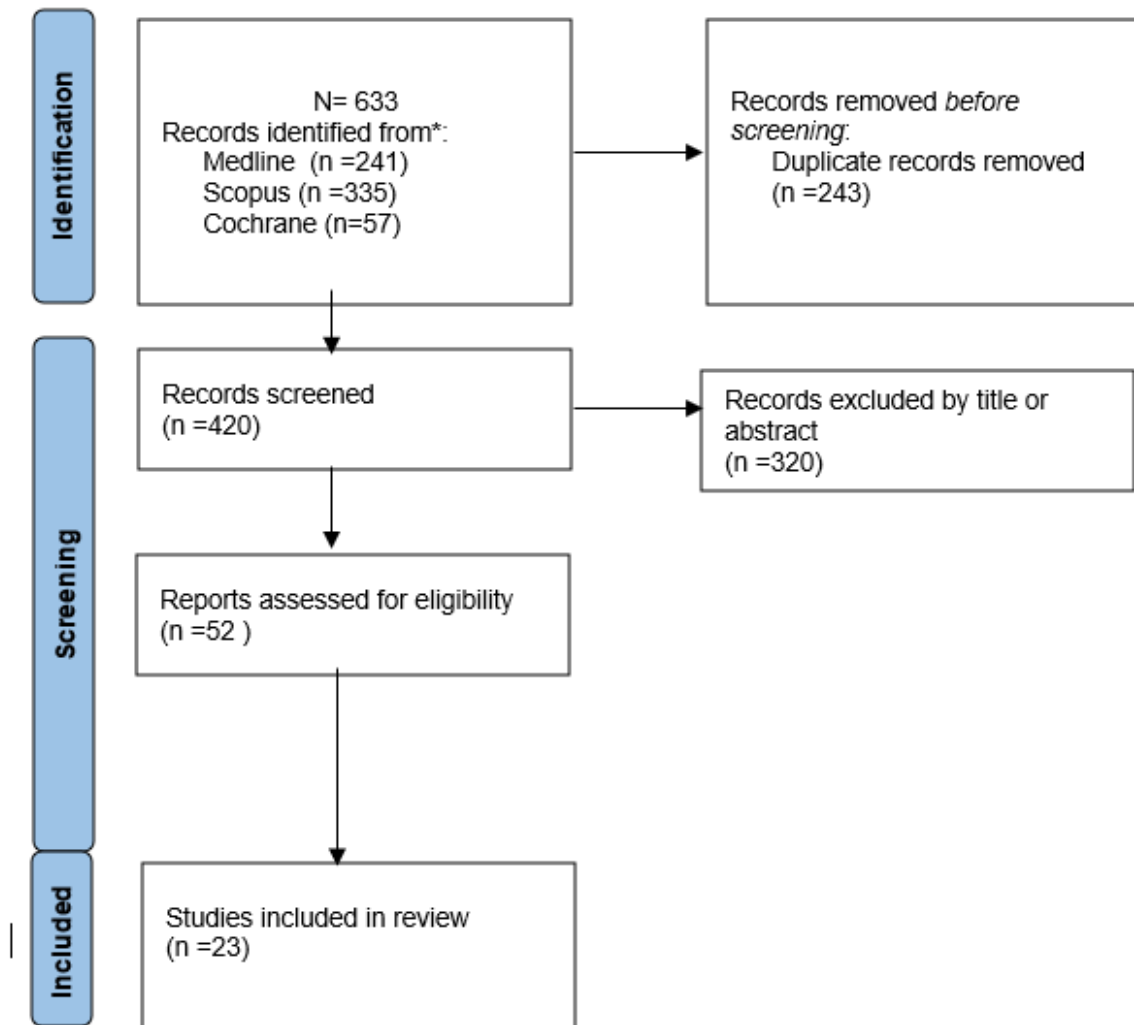 Identification
N= 633
Records identified from*:
Medline (n =241)
Scopus (n =335)
Cochrane (n=57)
Records removed before
screening:
Duplicate records removed
(n =243)
Screening
Records screened
(n =420)
Records excluded by title or
abstract
(n =320)
Reports assessed for eligibility
(n =52 )
Included
Studies included in review
(n =23)